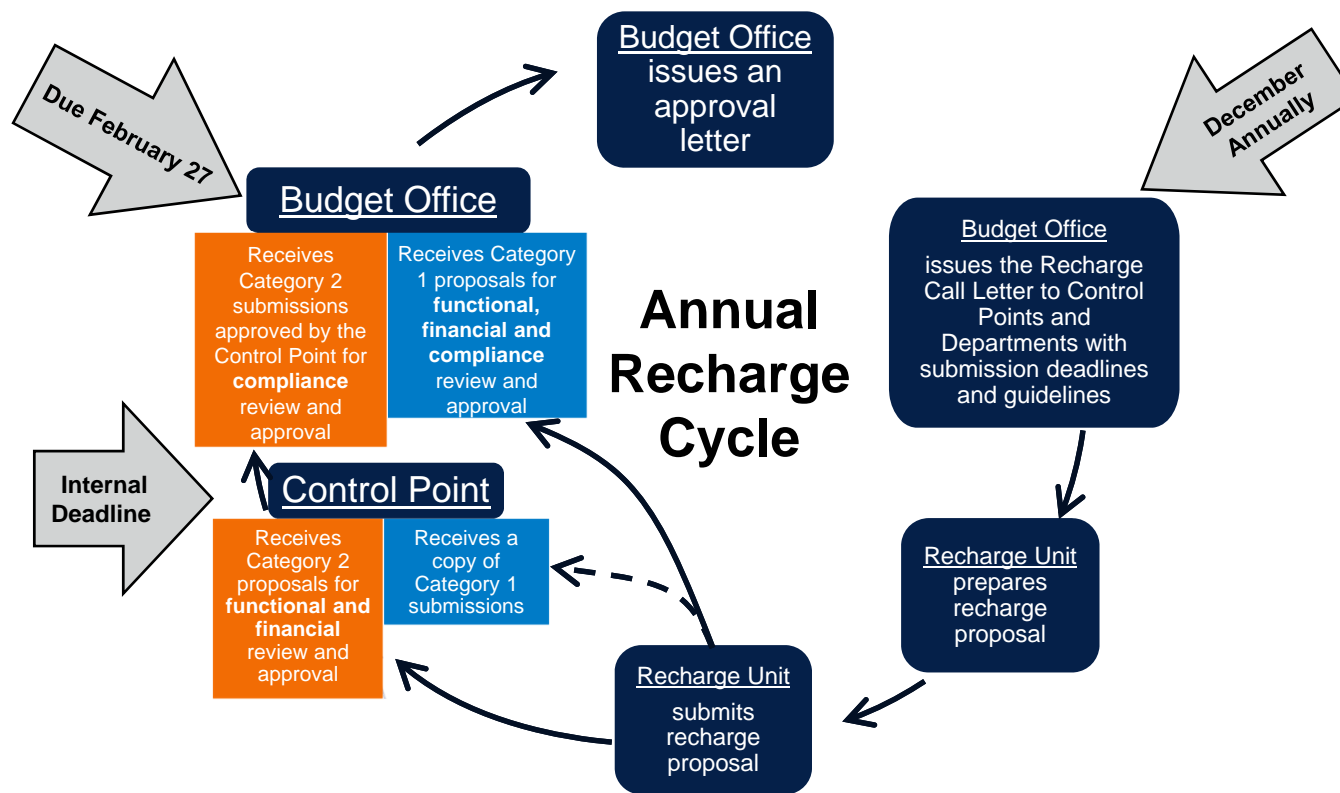 Budget Office
issues an
approval
letter
Due February 27
December
Annually
Budget Office
Receives
Category 2
submissions
approved by the
Control Point for
compliance
review and
approval
Receives Category
1 proposals for
functional,
financial and
compliance
review and
approval
Annual
Recharge
Cycle
Budget Office
issues the Recharge
Call Letter to Control
Points and
Departments with
submission deadlines
and guidelines
Internal
Deadline
Control Point
Receives
Category 2
proposals for
functional and
financial
review and
approval
Receives a
copy of
Category 1
submissions
Recharge Unit
prepares
recharge
proposal
Recharge Unit
submits
recharge
proposal